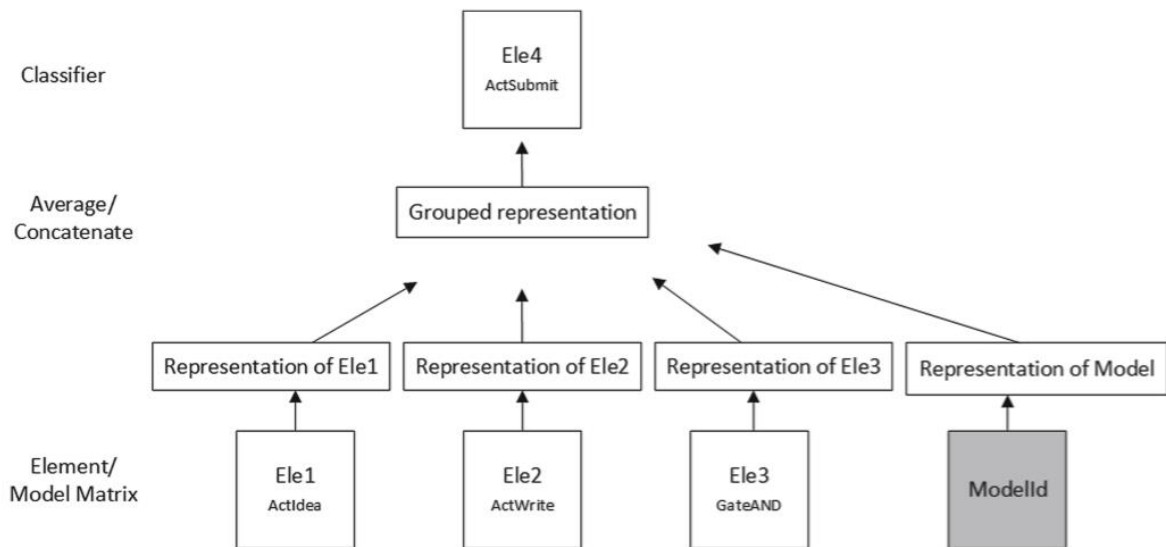 Classifier
Ele4
ActSubmit
Average/
Concatenate
Grouped representation
Representation of Ele1
Representation of Ele2
Representation of Ele3
Representation of Model
Element/
Model Matrix
Ele1
ActIdea
Ele2
ActWrite
Ele3
GateAND
ModelId